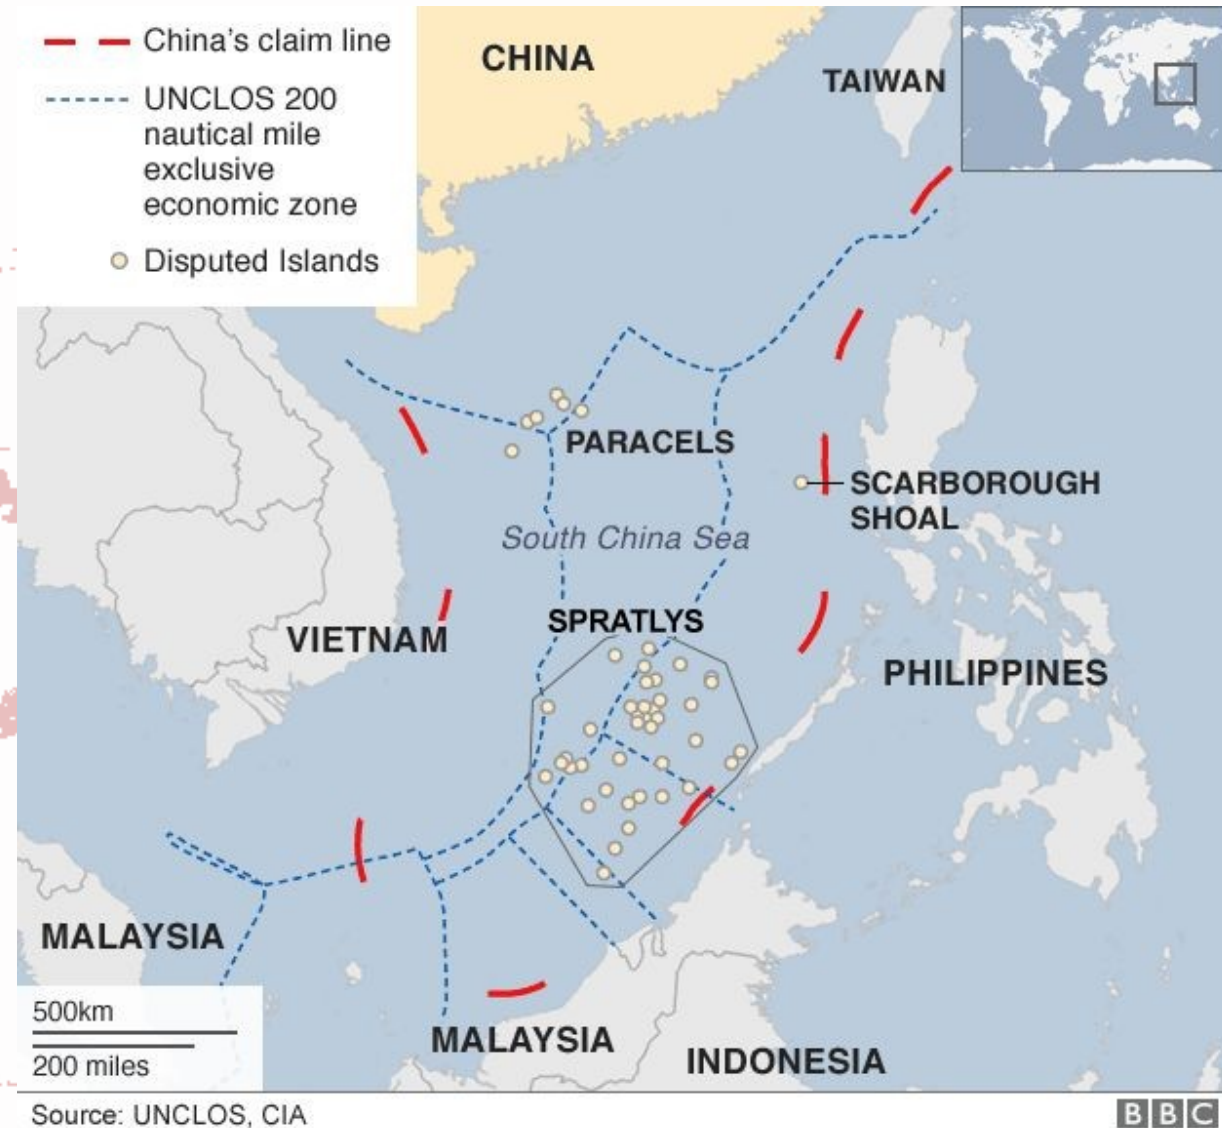 China's claim line
UNCLOS 200
nautical mile
exclusive
economic zone
Disputed Islands
CHINA
TAIWAN
PARACELS
SCARBOROUGH
SHOAL
South China Sea
SPRATLYS
VIETNAM
PHILIPPINES
MALAYSIA
500km
200 miles
MALAYSIA
INDONESIA
Source: UNCLOS, CIA
BBC